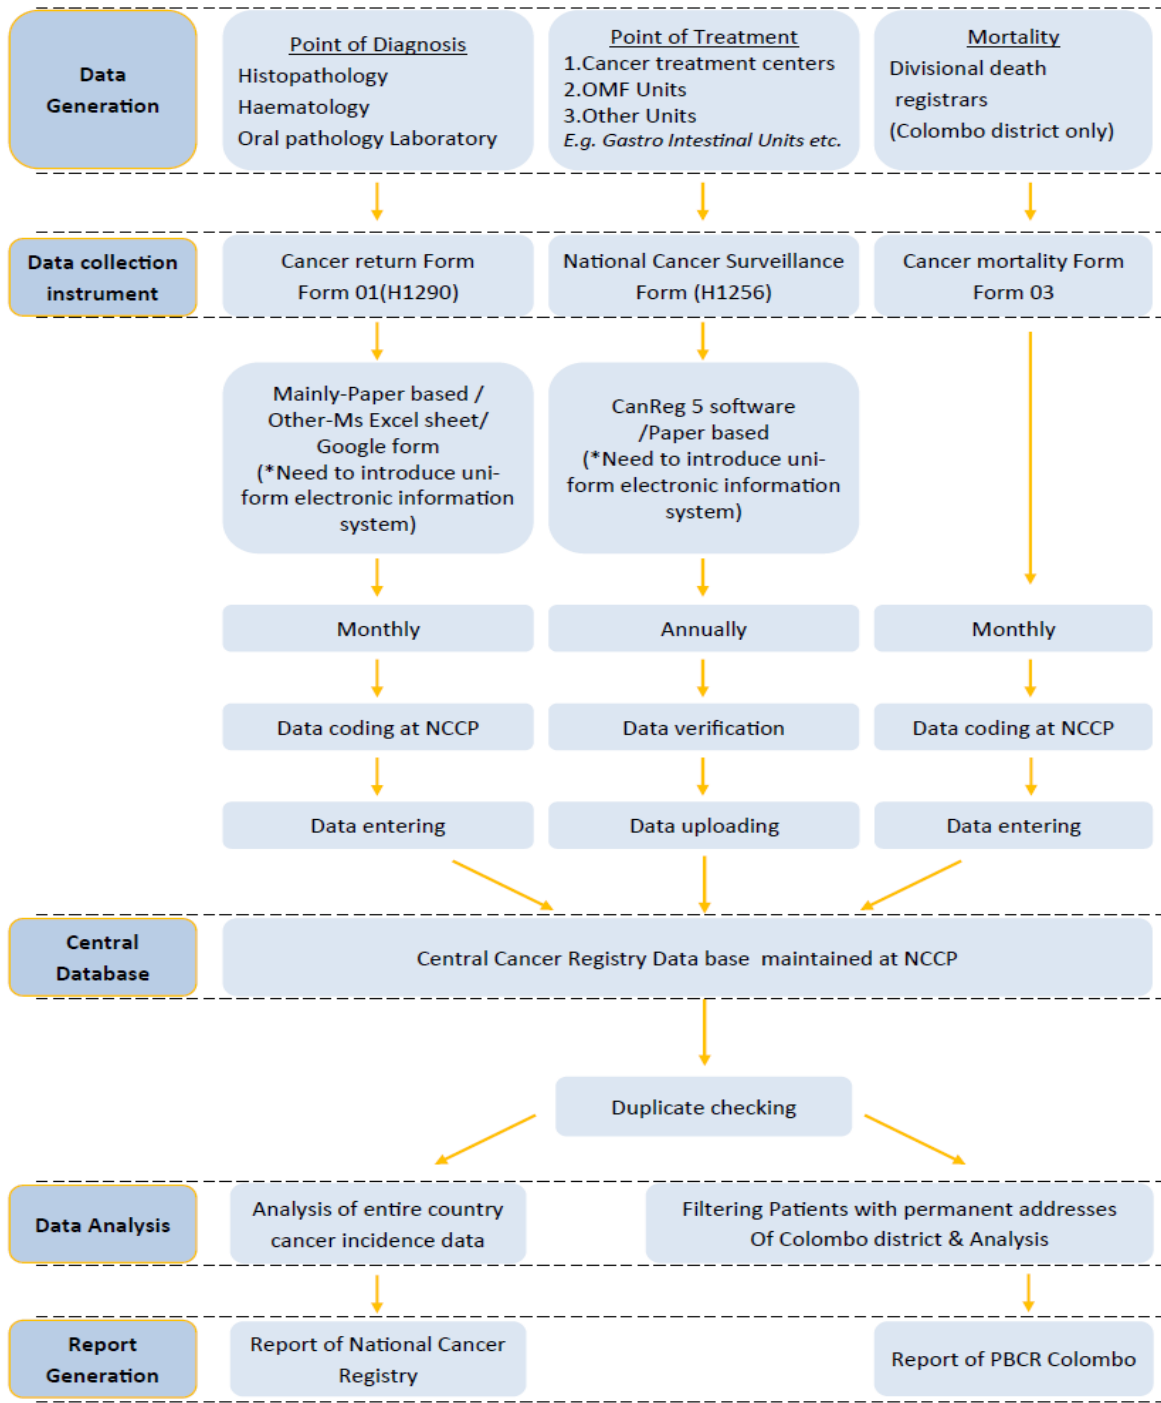 Data
Generation
Point of Diagnosis
Histopathology
Haematology
Oral pathology Laboratory
Point of Treatment
1.Cancer treatment centers
2.OMF Units
3.Other Units
E.g. Gastro Intestinal Units etc.
Mortality
Divisional death
registrars
(Colombo district only)
Data collection
instrument
Cancer return Form
Form 01(H1290)
National Cancer Surveillance
Form (H1256)
Cancer mortality Form
Form 03
Mainly-Paper based /
Other-Ms Excel sheet/
Google form
(*Need to introduce uni-
form electronic information
system)
CanReg 5 software
/Paper based
(*Need to introduce uni-
form electronic information
system)
Monthly
Annually
Monthly
Data coding at NCCP
Data verification
Data coding at NCCP
Data entering
Data uploading
Data entering
Central
Database
Central Cancer Registry Data base maintained at NCCP
Duplicate checking
Data Analysis
Analysis of entire country
cancer incidence data
Filtering Patients with permanent addresses
Of Colombo district & Analysis
Report
Generation
Report of National Cancer
Registry
Report of PBCR Colombo